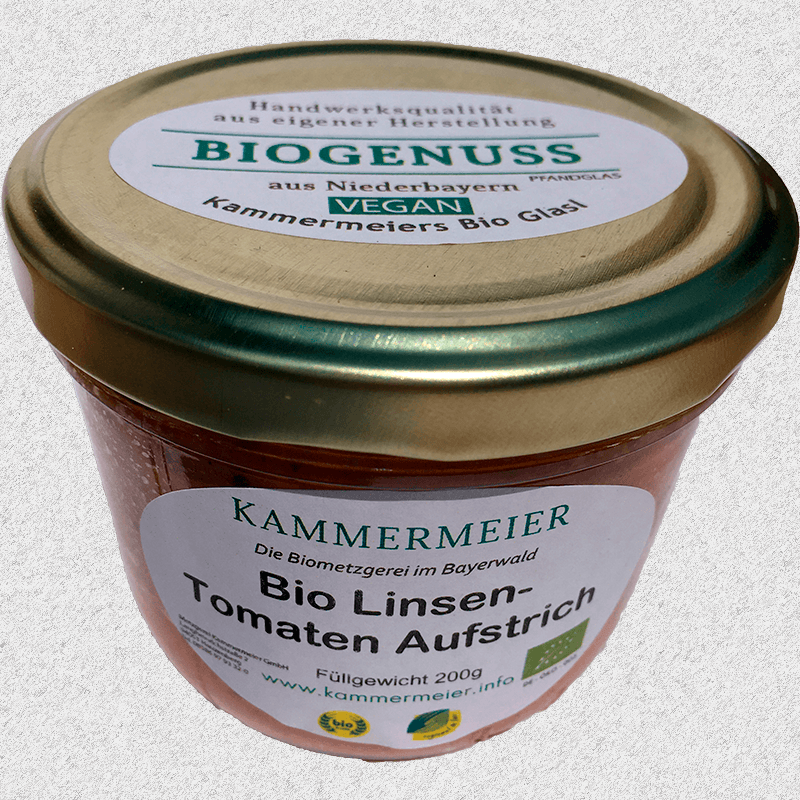 Handwerksqualität
aus eigener Herstellung
BIOGENUSS
PFANDGLAS
aus Niederbayern
VEGAN
Kammermeiers Bio Glasl
KAMMERMEIER
Die Biometzgerei im Bayerwald
Bio Linsen-
Tomaten Aufstrich
Füllgewicht 200g
www.kammermeier.info
bio